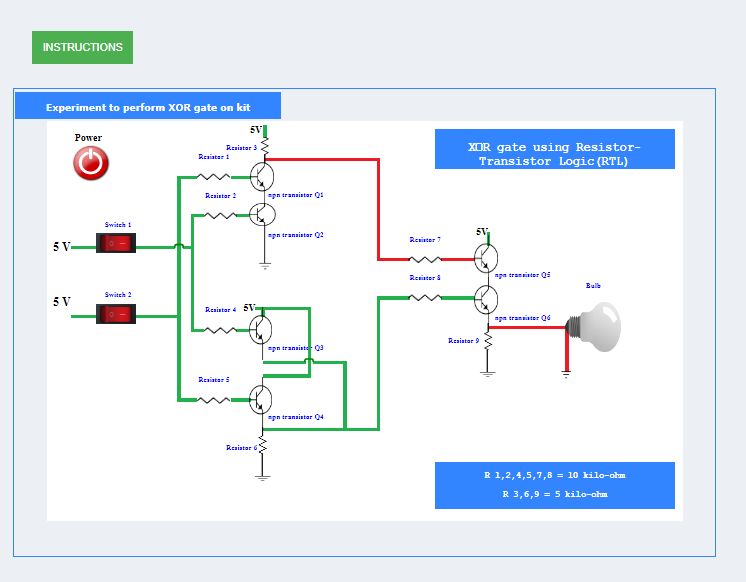 INSTRUCTIONS
Experiment to perform XOR gate on kit
Power
5V
Resistor 3
Resistor 1
XOR gate using Resistor-
Transistor Logic(RTL)
Resistor 2
npn transistor Q1
Switch 1
5 V
npn transistor Q2
Resistor 7
5V
Resistor 8
npn transistor Q5
Bulb
Switch 2
5 V
Resistor 4
5V
npn transistor Q6
Resistor 9
npn transistor Q3
Resistor 5
npn transistor Q4
Resistor 6
R 1,2,4,5,7,8 = 10 kilo-ohm
R 3,6,9 = 5 kilo-ohm